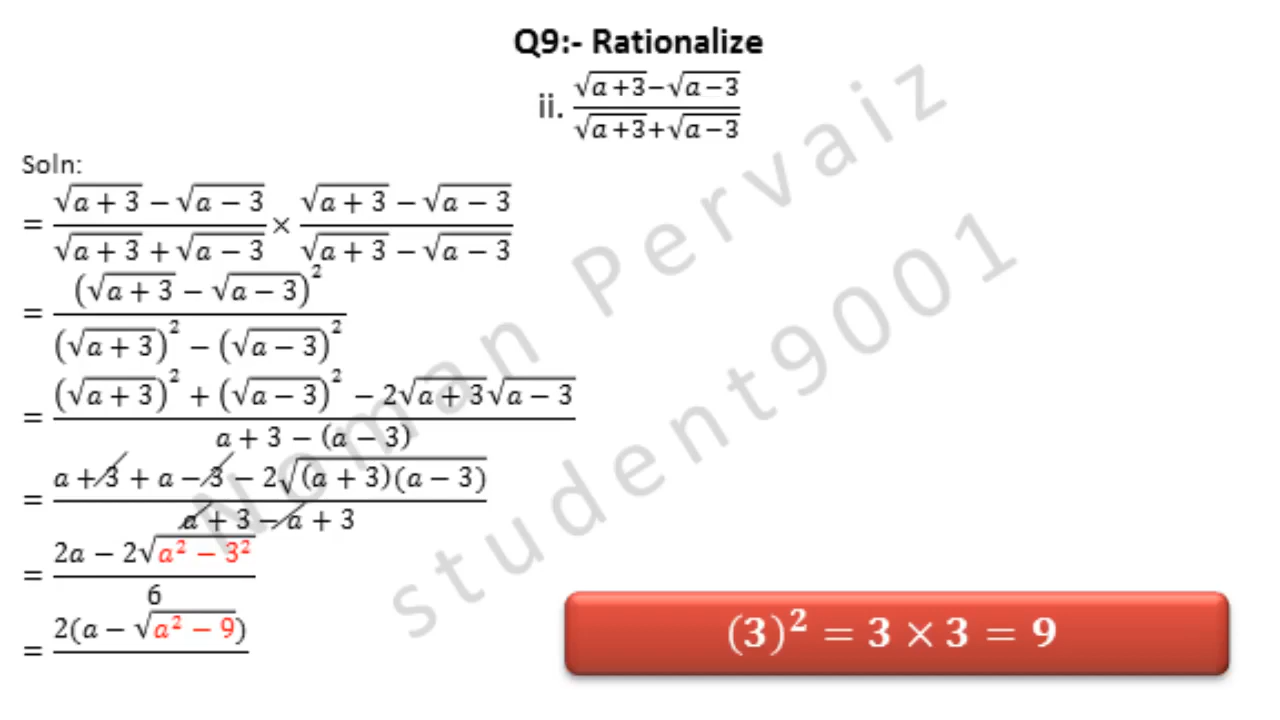 Q9:- Rationalize
ii. (√(a+3)−√(a−3))/(√(a+3)+√(a−3))
Soln:
= (√(a + 3) − √(a − 3))/(√(a + 3) + √(a − 3)) × (√(a + 3) − √(a − 3))/(√(a + 3) − √(a − 3))
= (√(a + 3) − √(a − 3))²/((√(a + 3))² − (√(a − 3))²)
= ((√(a + 3))² + (√(a − 3))² − 2√(a + 3)√(a − 3))/(a + 3 − (a − 3))
= (a + 3 + a − 3 − 2√((a + 3)(a − 3)))/(a + 3 − a + 3)
= (2a − 2√(a² − 3²))/6
= 2(a − √(a² − 9))
(3)² = 3 × 3 = 9
Noman Pervaiz
student9001